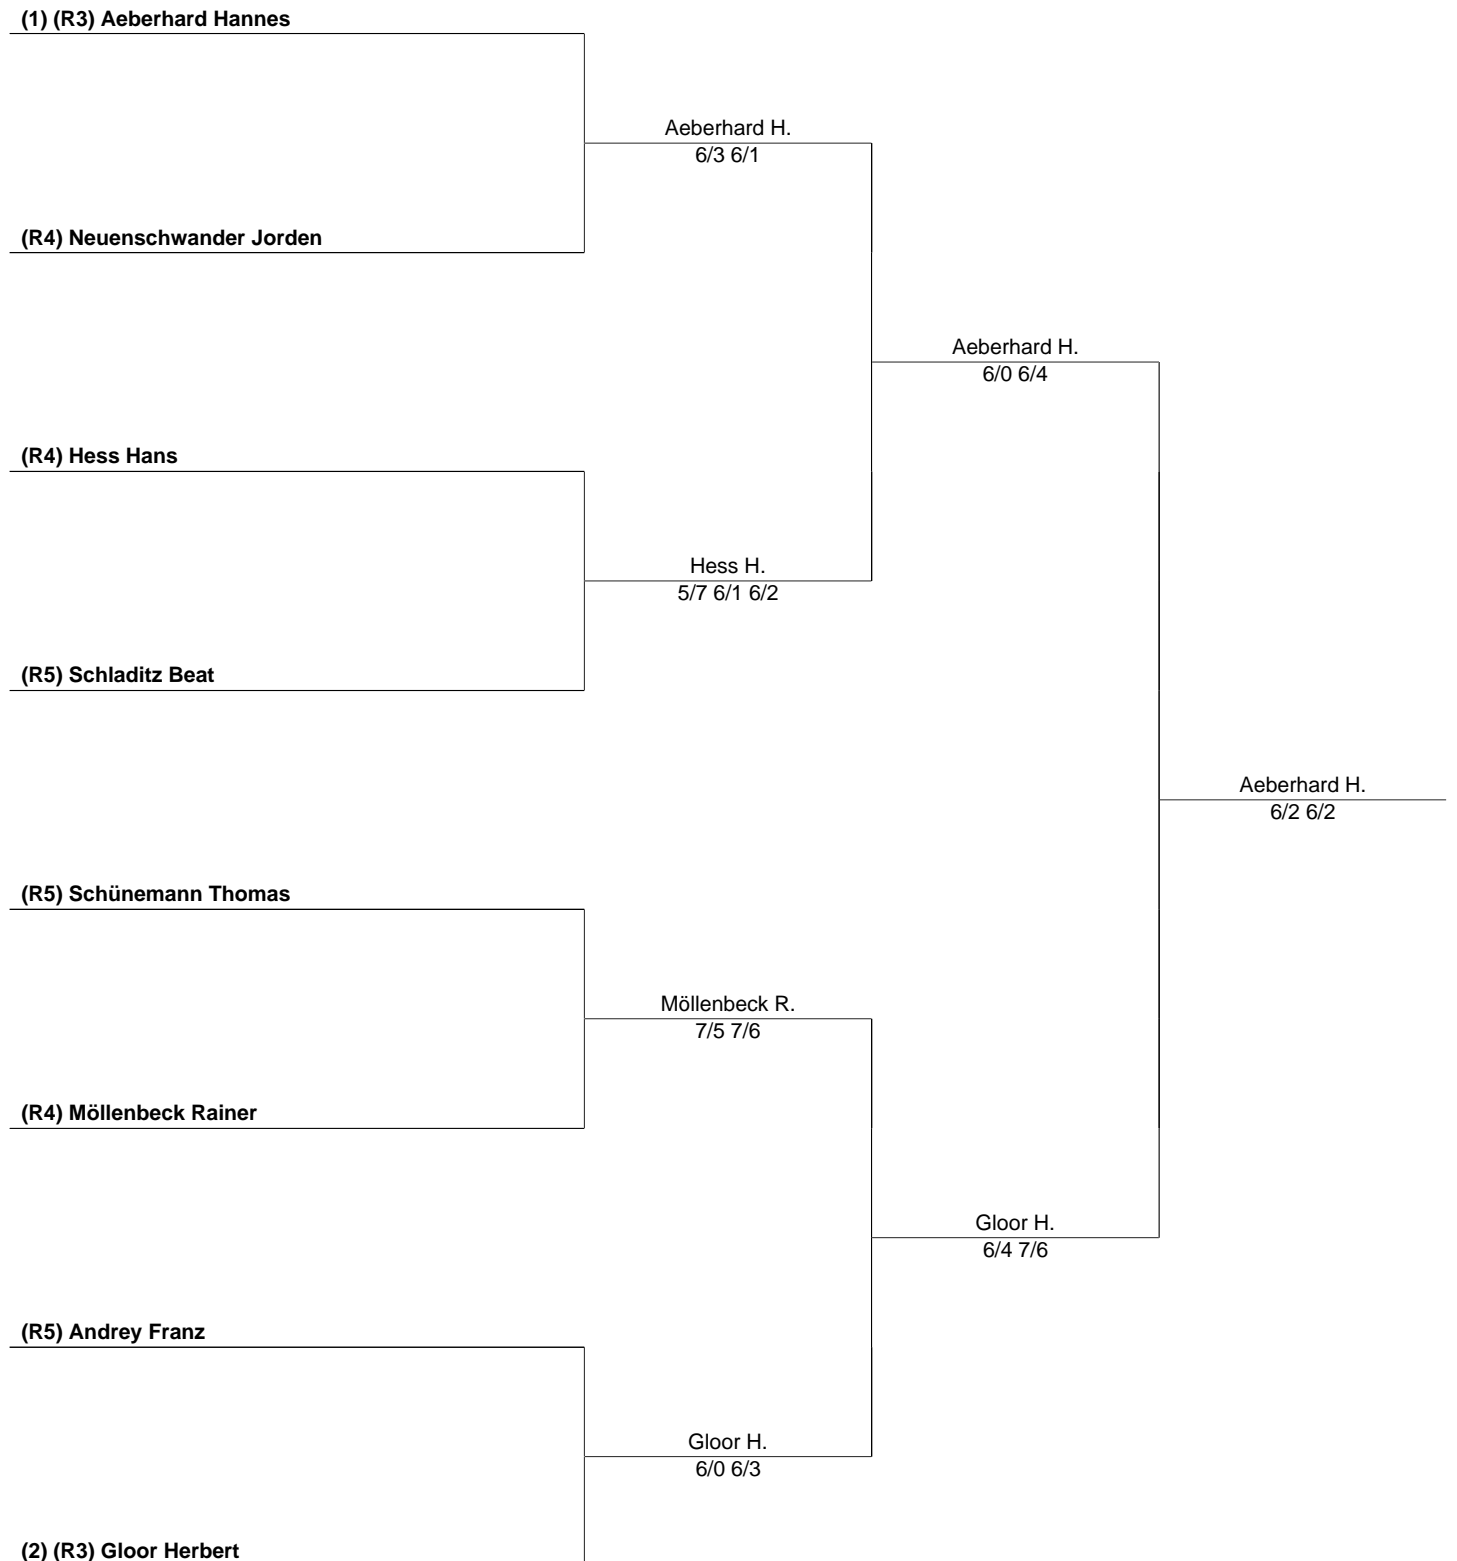 (1) (R3) Aeberhard Hannes
Aeberhard H.
6/3 6/1
(R4) Neuenschwander Jorden
Aeberhard H.
6/0 6/4
(R4) Hess Hans
Hess H.
5/7 6/1 6/2
(R5) Schladitz Beat
Aeberhard H.
6/2 6/2
(R5) Schünemann Thomas
Möllenbeck R.
7/5 7/6
(R4) Möllenbeck Rainer
Gloor H.
6/4 7/6
(R5) Andrey Franz
Gloor H.
6/0 6/3
(2) (R3) Gloor Herbert